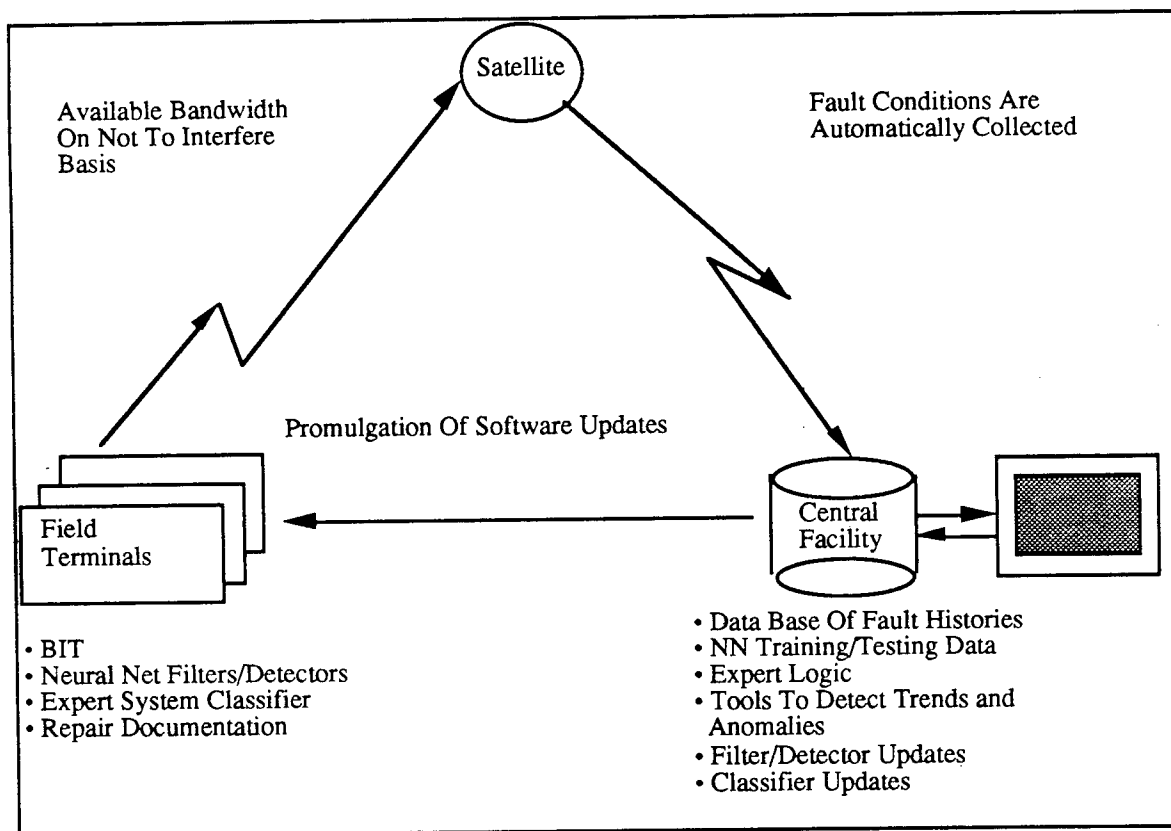 Satellite
Available Bandwidth
On Not To Interfere
Basis
Fault Conditions Are
Automatically Collected
Promulgation Of Software Updates
Field
Terminals
Central
Facility
• BIT
• Neural Net Filters/Detectors
• Expert System Classifier
• Repair Documentation
• Data Base Of Fault Histories
• NN Training/Testing Data
• Expert Logic
• Tools To Detect Trends and
Anomalies
• Filter/Detector Updates
• Classifier Updates